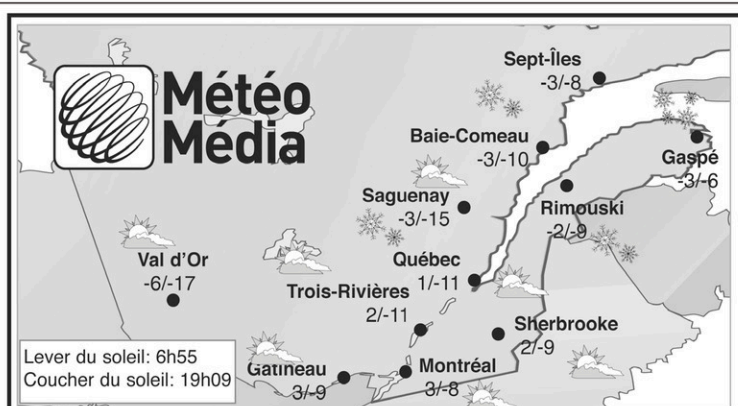 Météo
Média
Sept-Îles
-3/-8
Baie-Comeau
-3/-10
Gaspé
-3/-6
Saguenay
-3/-15
Rimouski
-2/-9
Val d'Or
-6/-17
Québec
1/-11
Trois-Rivières
2/-11
Sherbrooke
2/-9
Gatineau
3/-9
Montréal
3/-8
Lever du soleil: 6h55
Coucher du soleil: 19h09